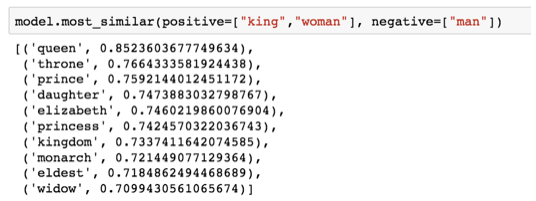 model.most_similar(positive=["king","woman"], negative=["man"])
[('queen', 0.8523603677749634),
('throne', 0.7664333581924438),
('prince', 0.7592144012451172),
('daughter', 0.7473883032798767),
('elizabeth', 0.7460219860076904),
('princess', 0.7424570322036743),
('kingdom', 0.7337411642074585),
('monarch', 0.721449077129364),
('eldest', 0.7184862494468689),
('widow', 0.7099430561065674)]